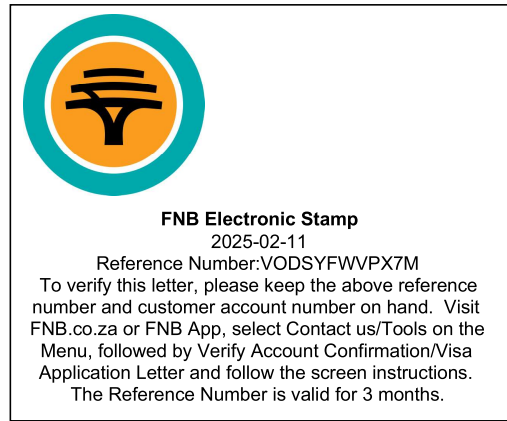 FNB Electronic Stamp
2025-02-11
Reference Number:VODSYFWVPX7M
To verify this letter, please keep the above reference
number and customer account number on hand.  Visit
FNB.co.za or FNB App, select Contact us/Tools on the
Menu, followed by Verify Account Confirmation/Visa
Application Letter and follow the screen instructions.
The Reference Number is valid for 3 months.